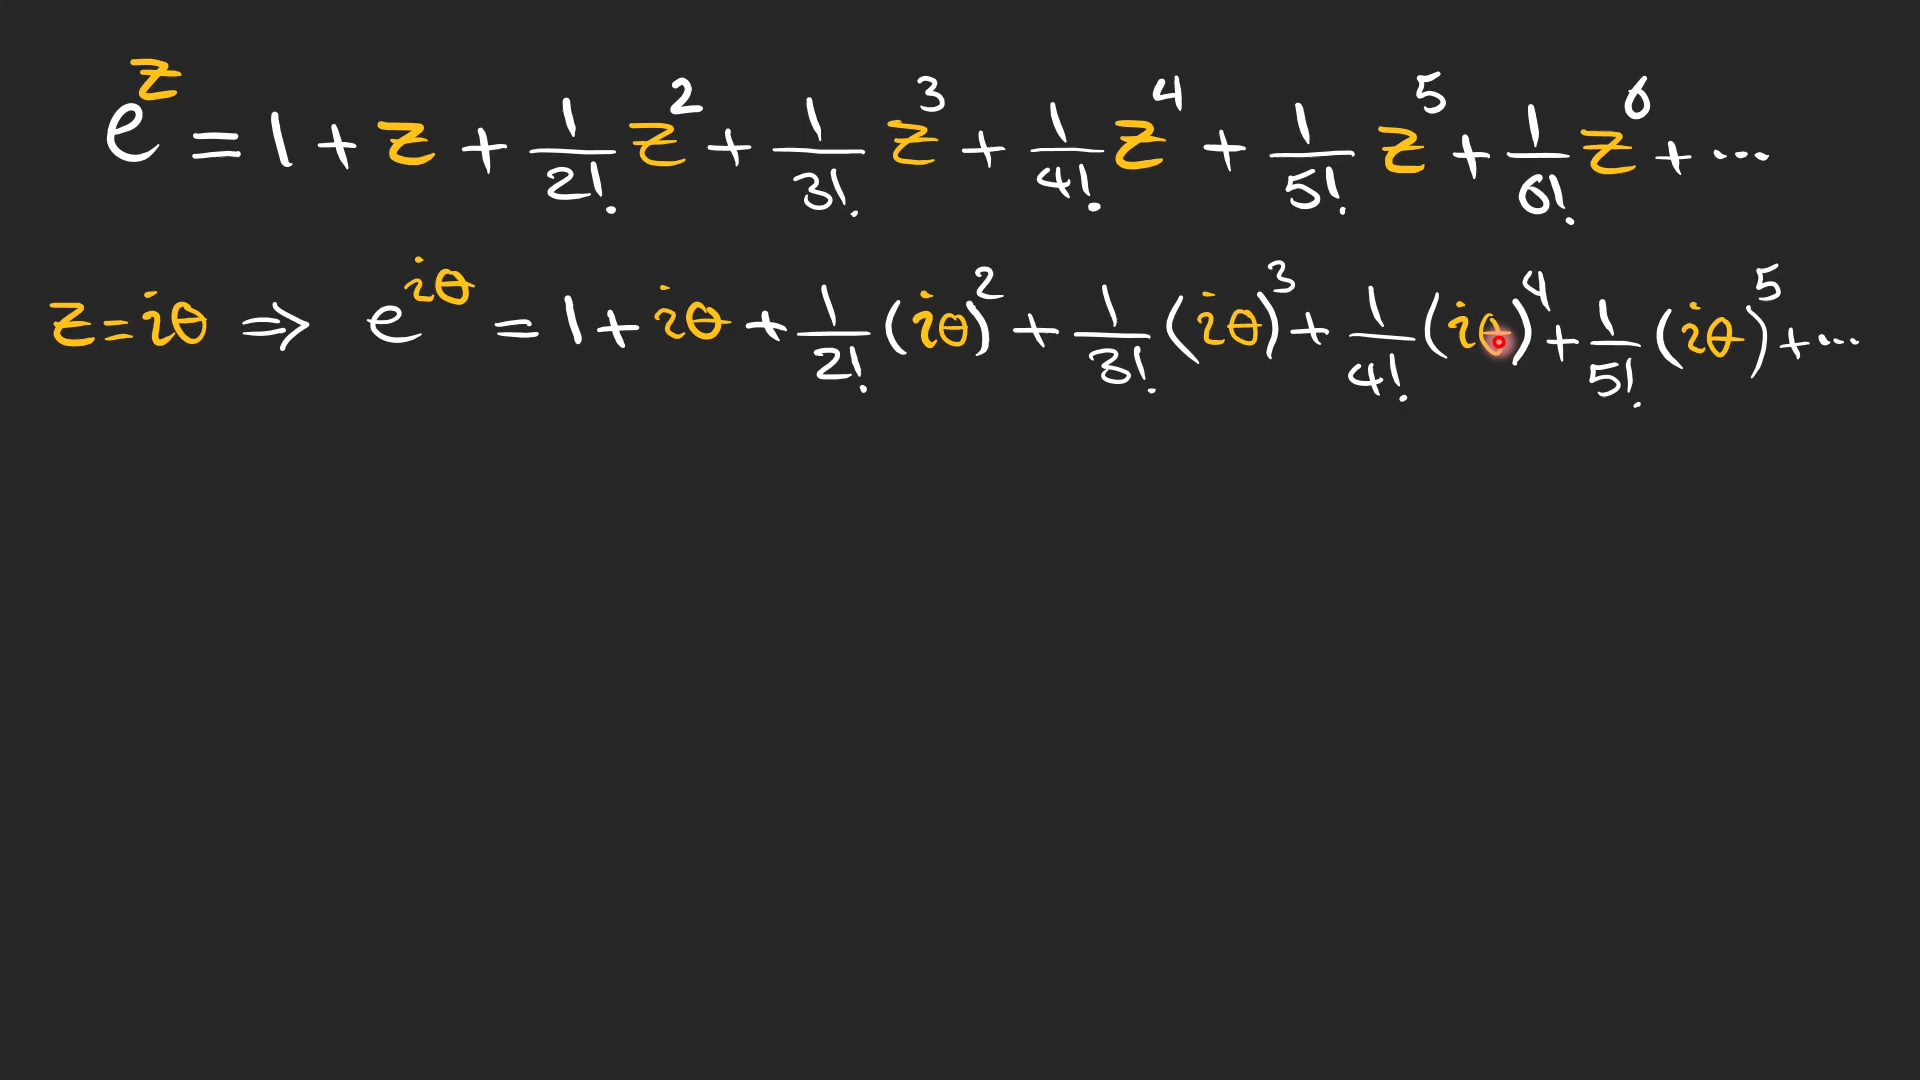 e^z = 1 + z + 1/2! z^2 + 1/3! z^3 + 1/4! z^4 + 1/5! z^5 + 1/6! z^6 + ...
z = iθ ⇒ e^{iθ} = 1 + iθ + 1/2! (iθ)^2 + 1/3! (iθ)^3 + 1/4! (iθ)^4 + 1/5! (iθ)^5 + ...